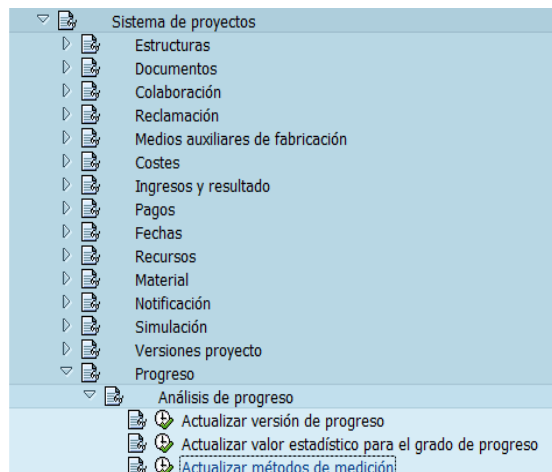 Sistema de proyectos
Estructuras
Documentos
Colaboración
Reclamación
Medios auxiliares de fabricación
Costes
Ingresos y resultado
Pagos
Fechas
Recursos
Material
Notificación
Simulación
Versiones proyecto
Progreso
Análisis de progreso
Actualizar versión de progreso
Actualizar valor estadístico para el grado de progreso
Actualizar métodos de medición